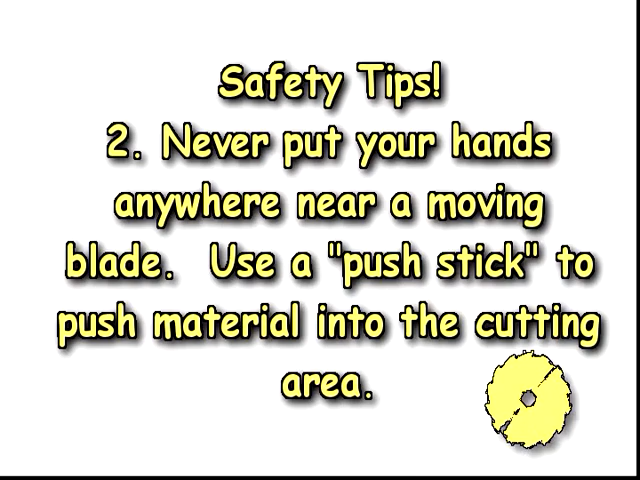 Safety Tips!
2. Never put your hands
anywhere near a moving
blade.  Use a "push stick" to
push material into the cutting
area.